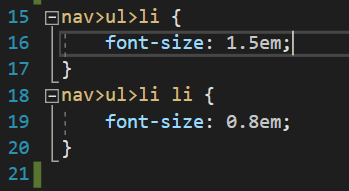 15 nav>ul>li {
16 font-size: 1.5em;
17 }
18 nav>ul>li li {
19 font-size: 0.8em;
20 }
21